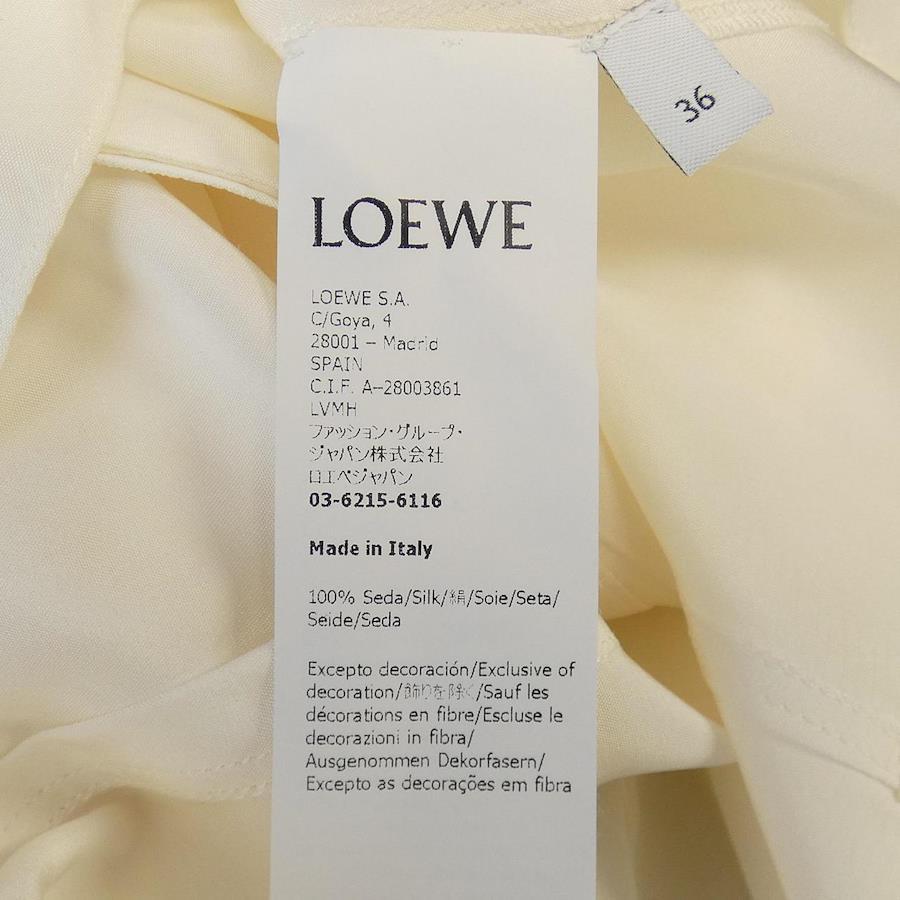 36
LOEWE
LOEWE S.A.
C/Goya, 4
28001 – Madrid
SPAIN
C.I.F. A–28003861
LVMH
ファッション・グループ・
ジャパン株式会社
ロエベジャパン
03-6215-6116
Made in Italy
100% Seda/Silk/絹/Soie/Seta/
Seide/Seda
Excepto decoración/Exclusive of
decoration/飾りを除く/Sauf les
décorations en fibre/Escluse le
decorazioni in fibra/
Ausgenommen Dekorfasern/
Excepto as decorações em fibra